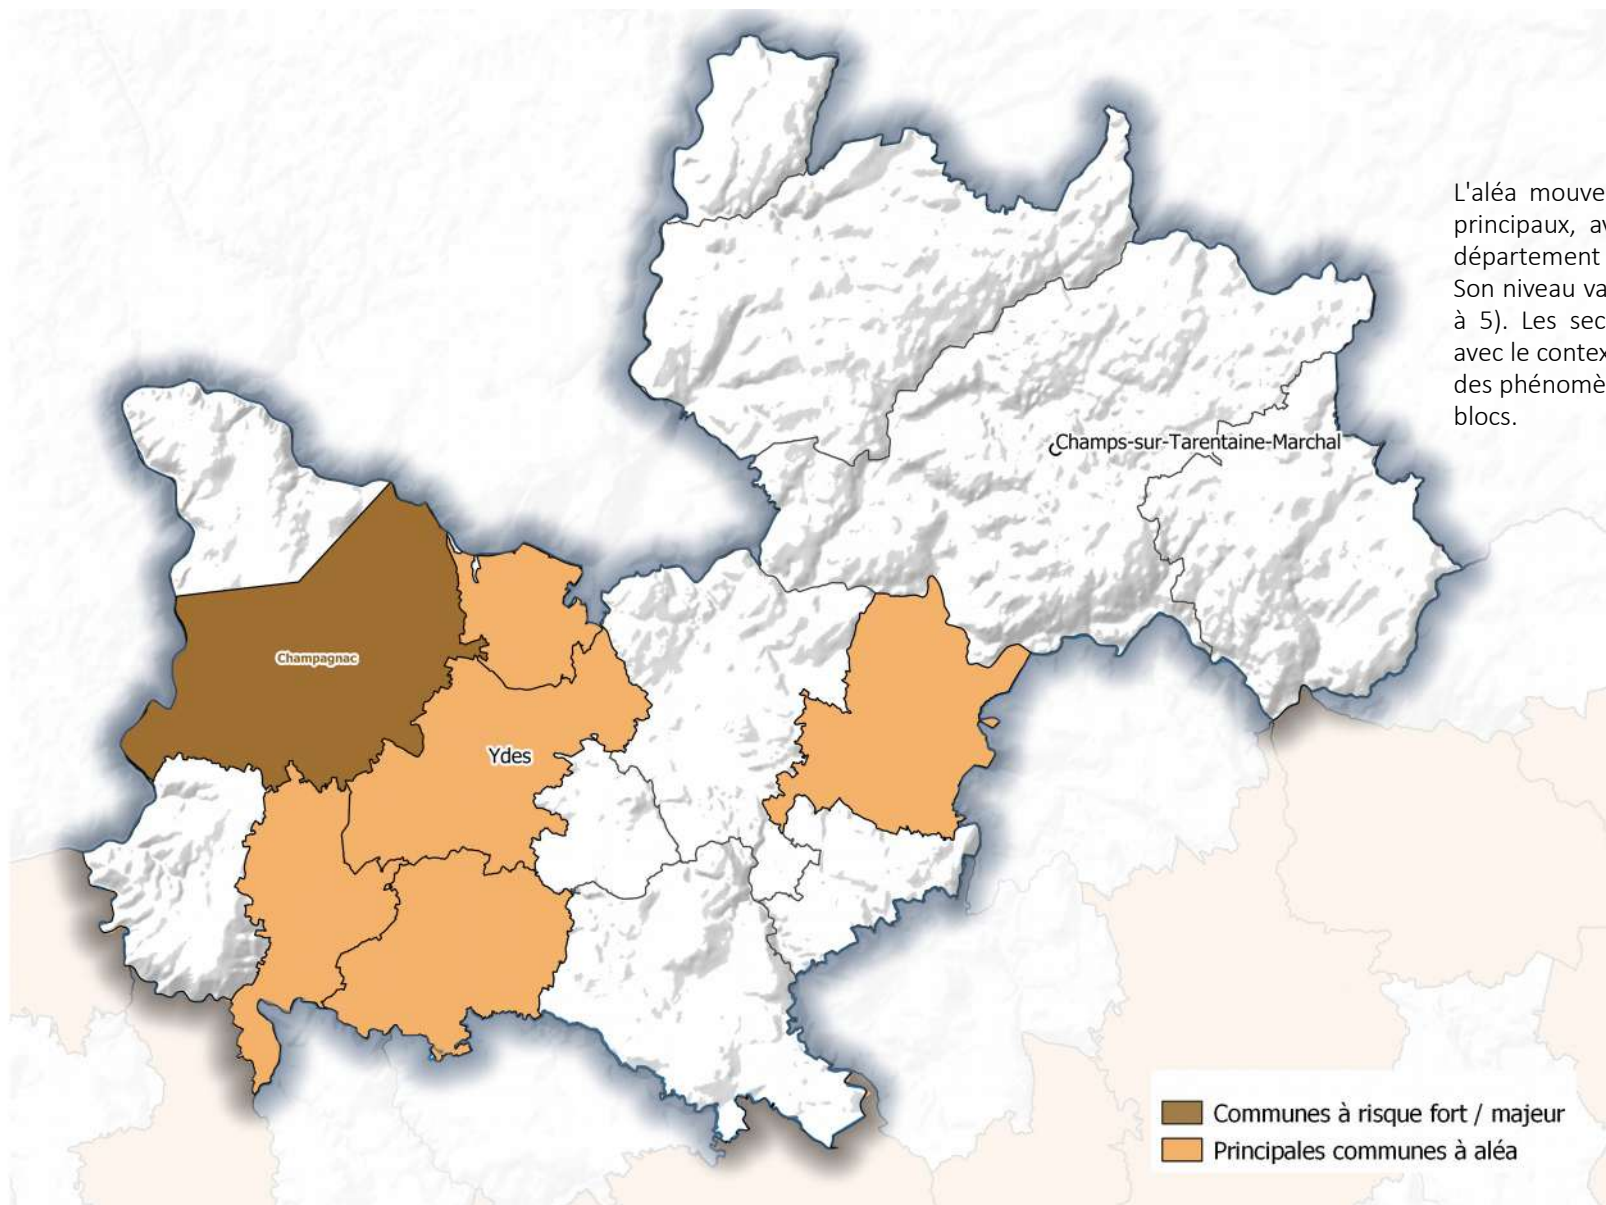 L'aléa mouve
principaux, av
département
Son niveau va
à 5). Les sec
avec le contex
des phénomè
blocs.
Champs-sur-Tarentaine-Marchal
Champagnac
Ydes
Communes à risque fort / majeur
Principales communes à aléa